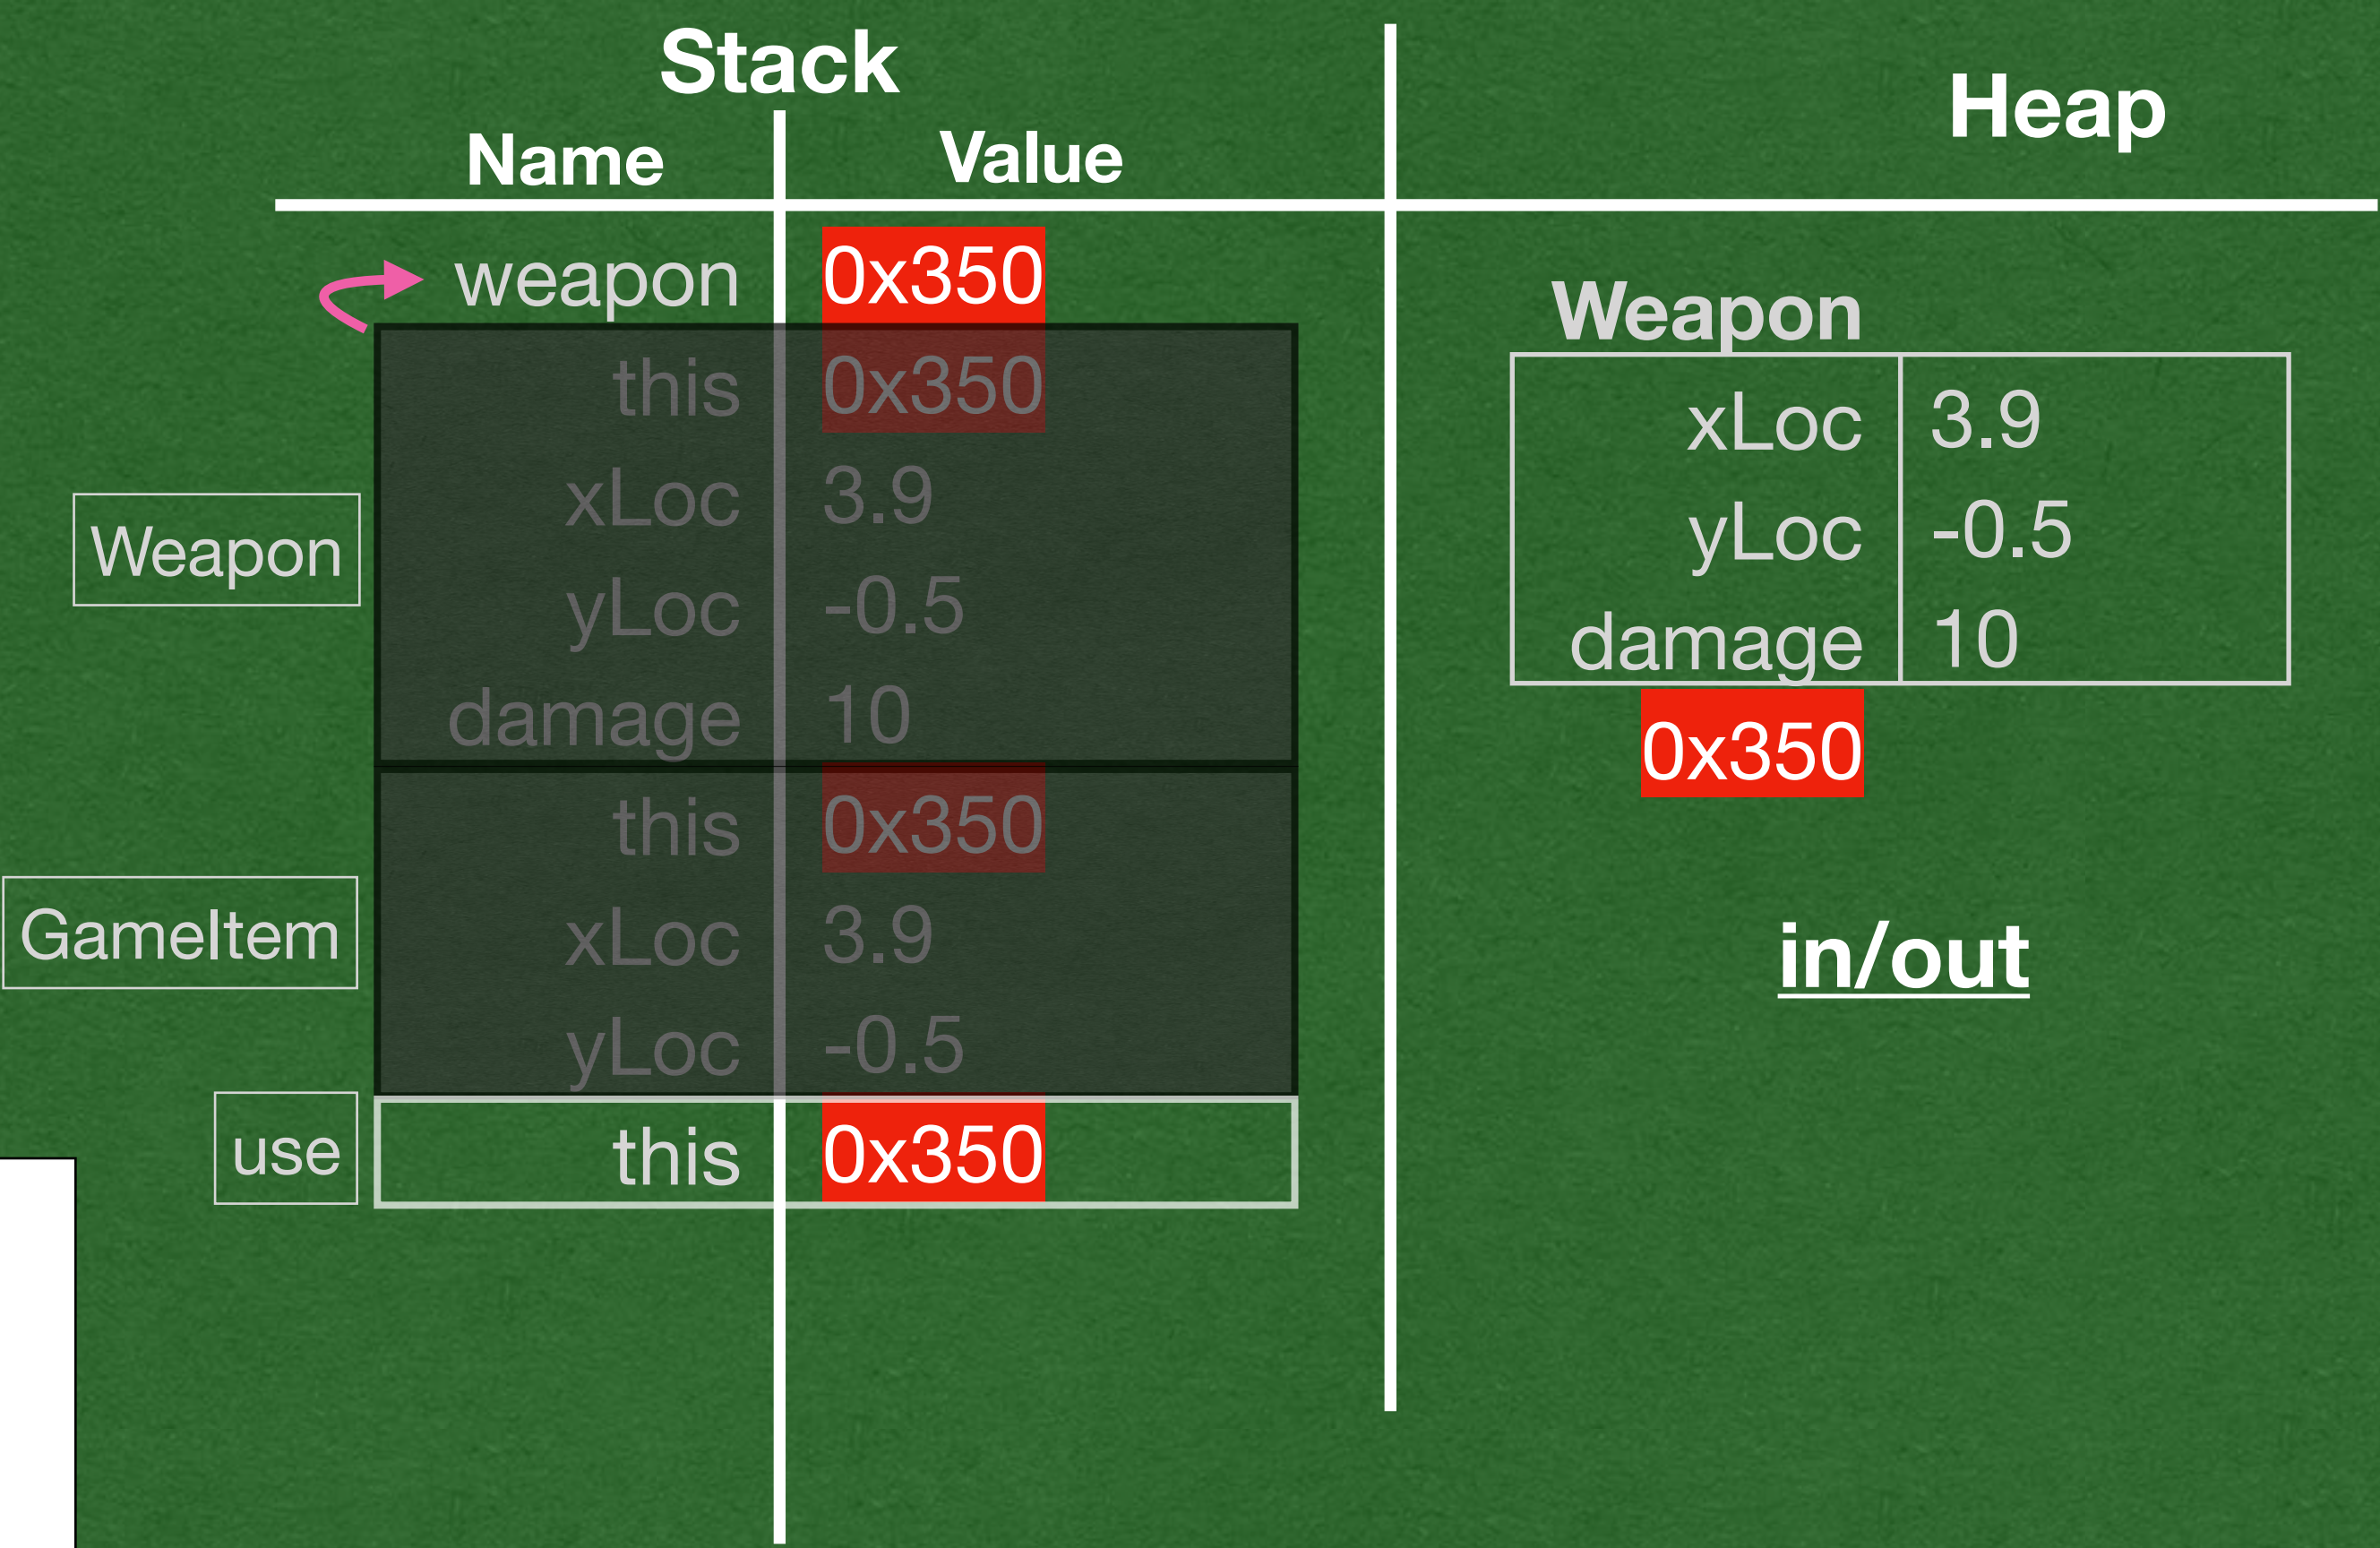 Stack
Heap
Name Value
weapon 0x350
this 0x350
xLoc 3.9
yLoc -0.5
damage 10
Weapon
this 0x350
xLoc 3.9
yLoc -0.5
GameItem
this 0x350
use
Weapon
xLoc 3.9
yLoc -0.5
damage 10
0x350
in/out